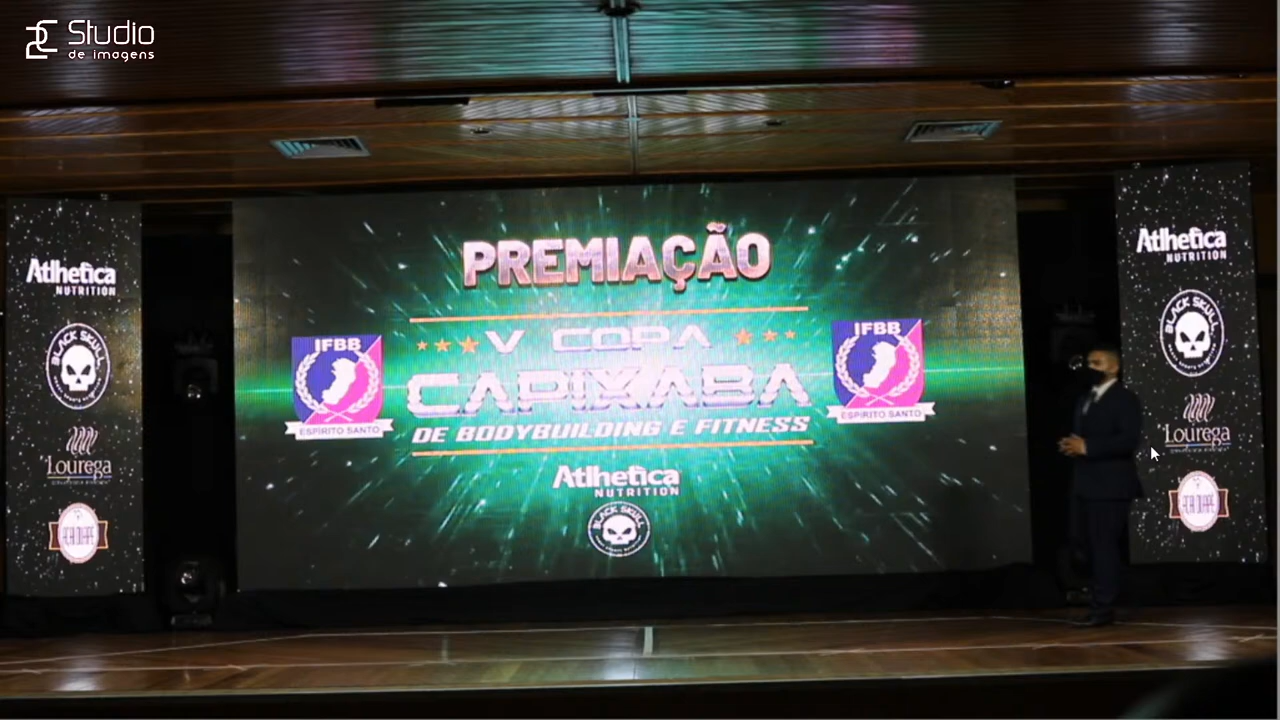 Studio
de imagens
PREMIAÇÃO
V COPA
CAPIXABA
DE BODYBUILDING E FITNESS
IFBB
ESPIRITO SANTO
IFBB
ESPIRITO SANTO
Atlhetica
NUTRITION
BLACK SKULL
Atlhetica
NUTRITION
BLACK SKULL
Lourega
Atlhetica
NUTRITION
BLACK SKULL
Lourega